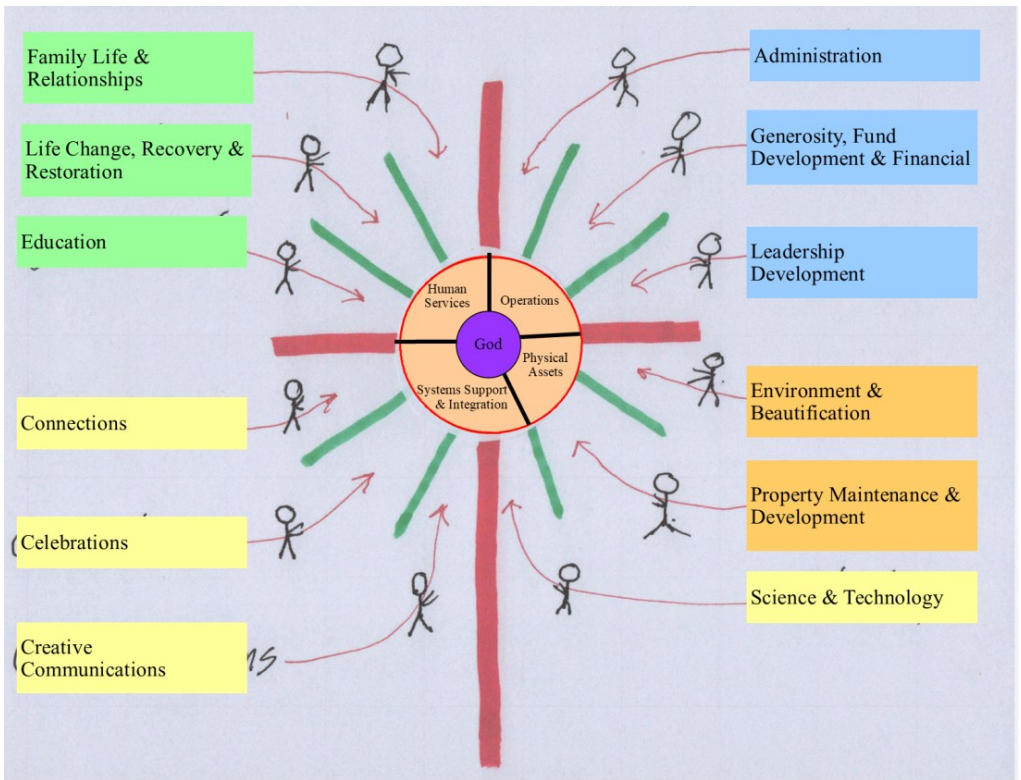 Family Life &
Relationships
Life Change, Recovery &
Restoration
Education
Connections
Celebrations
Creative
Communications
Human
Services
Operations
God
Physical
Assets
Systems Support
& Integration
Administration
Generosity, Fund
Development & Financial
Leadership
Development
Environment &
Beautification
Property Maintenance &
Development
Science & Technology